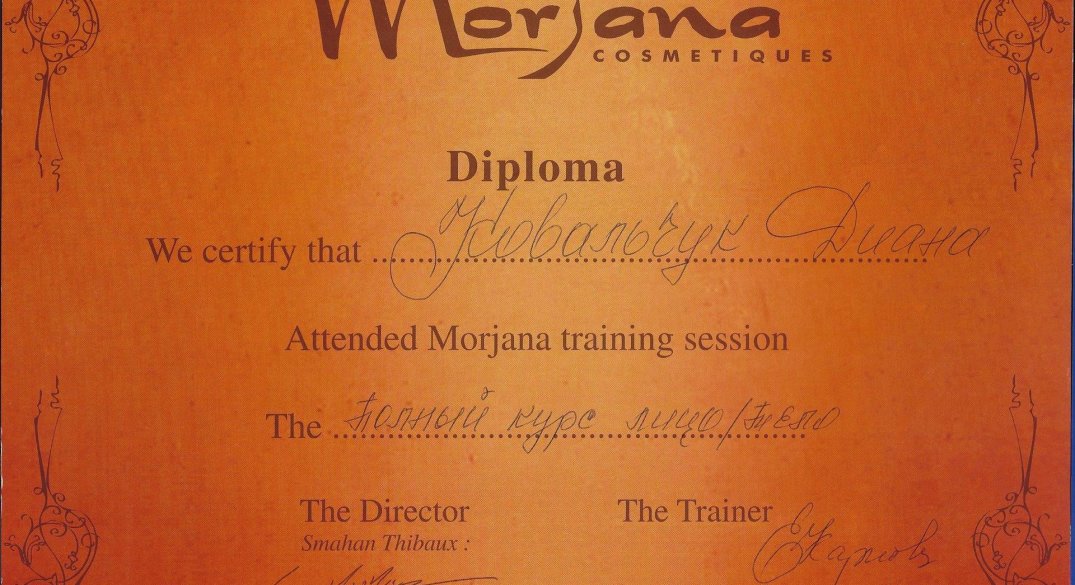 Morjana
COSMETIQUES
Diploma
We certify that Ковальчук Диана
Attended Morjana training session
The Полный курс лицо/тело
The Director The Trainer
Smahan Thibaux :